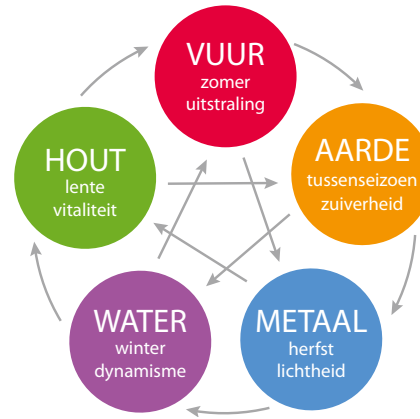 VUUR
zomer
uitstraling
HOUT
lente
vitaliteit
AARDE
tussenseizoen
zuiverheid
WATER
winter
dynamisme
METAAL
herfst
lichtheid